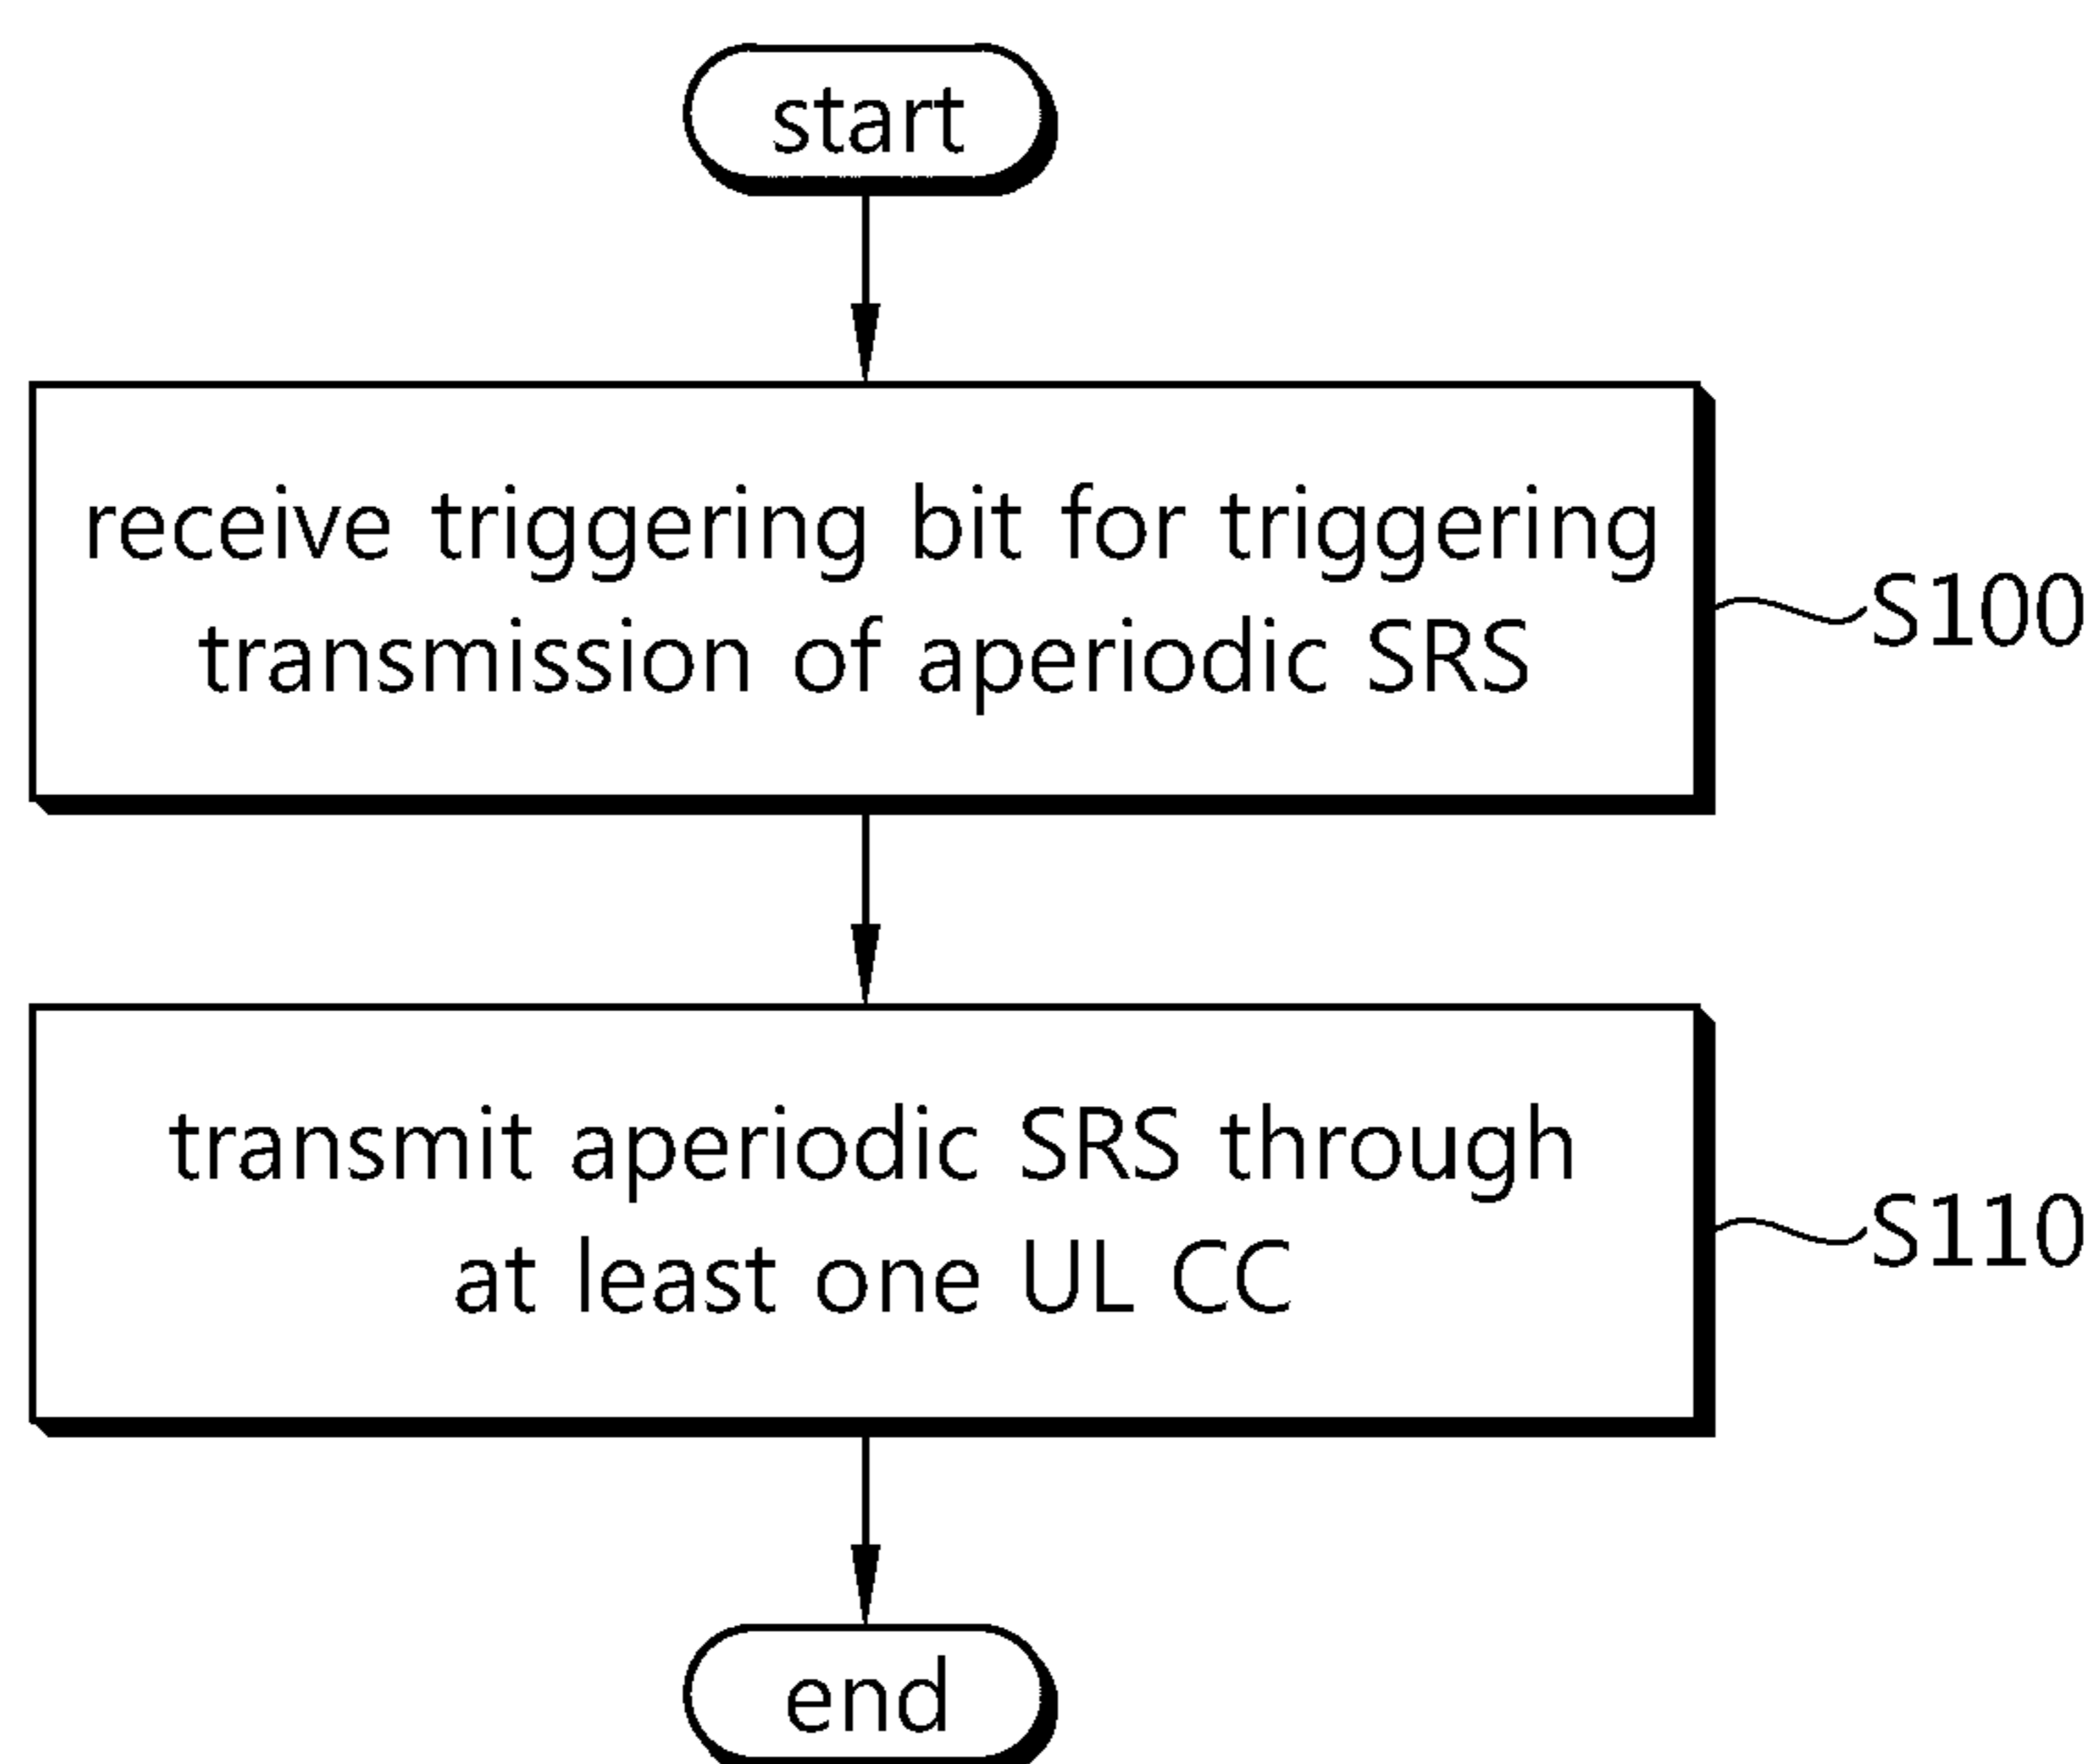 start
receive triggering bit for triggering
transmission of aperiodic SRS
S100
transmit aperiodic SRS through
at least one UL CC
S110
end